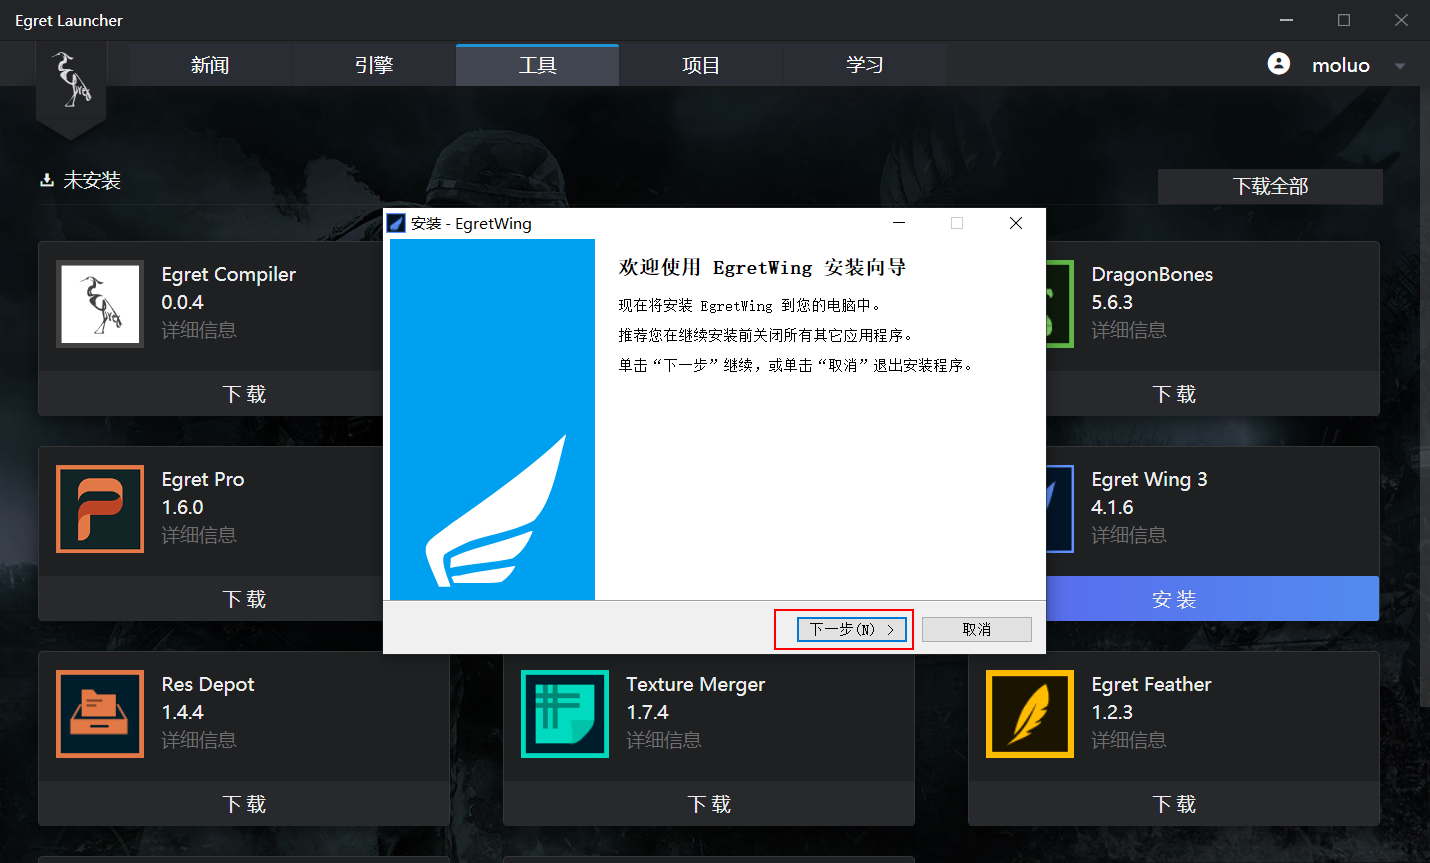 Egret Launcher
新闻
引擎
工具
项目
学习
moluo
未安装
下载全部
安装 - EgretWing
欢迎使用 EgretWing 安装向导
现在将安装 EgretWing 到您的电脑中。
推荐您在继续安装前关闭所有其它应用程序。
单击“下一步”继续，或单击“取消”退出安装程序。
下一步(N) >
取消
Egret Compiler
0.0.4
详细信息
下载
DragonBones
5.6.3
详细信息
下载
Egret Pro
1.6.0
详细信息
下载
Egret Wing 3
4.1.6
详细信息
安装
Res Depot
1.4.4
详细信息
下载
Texture Merger
1.7.4
详细信息
下载
Egret Feather
1.2.3
详细信息
下载